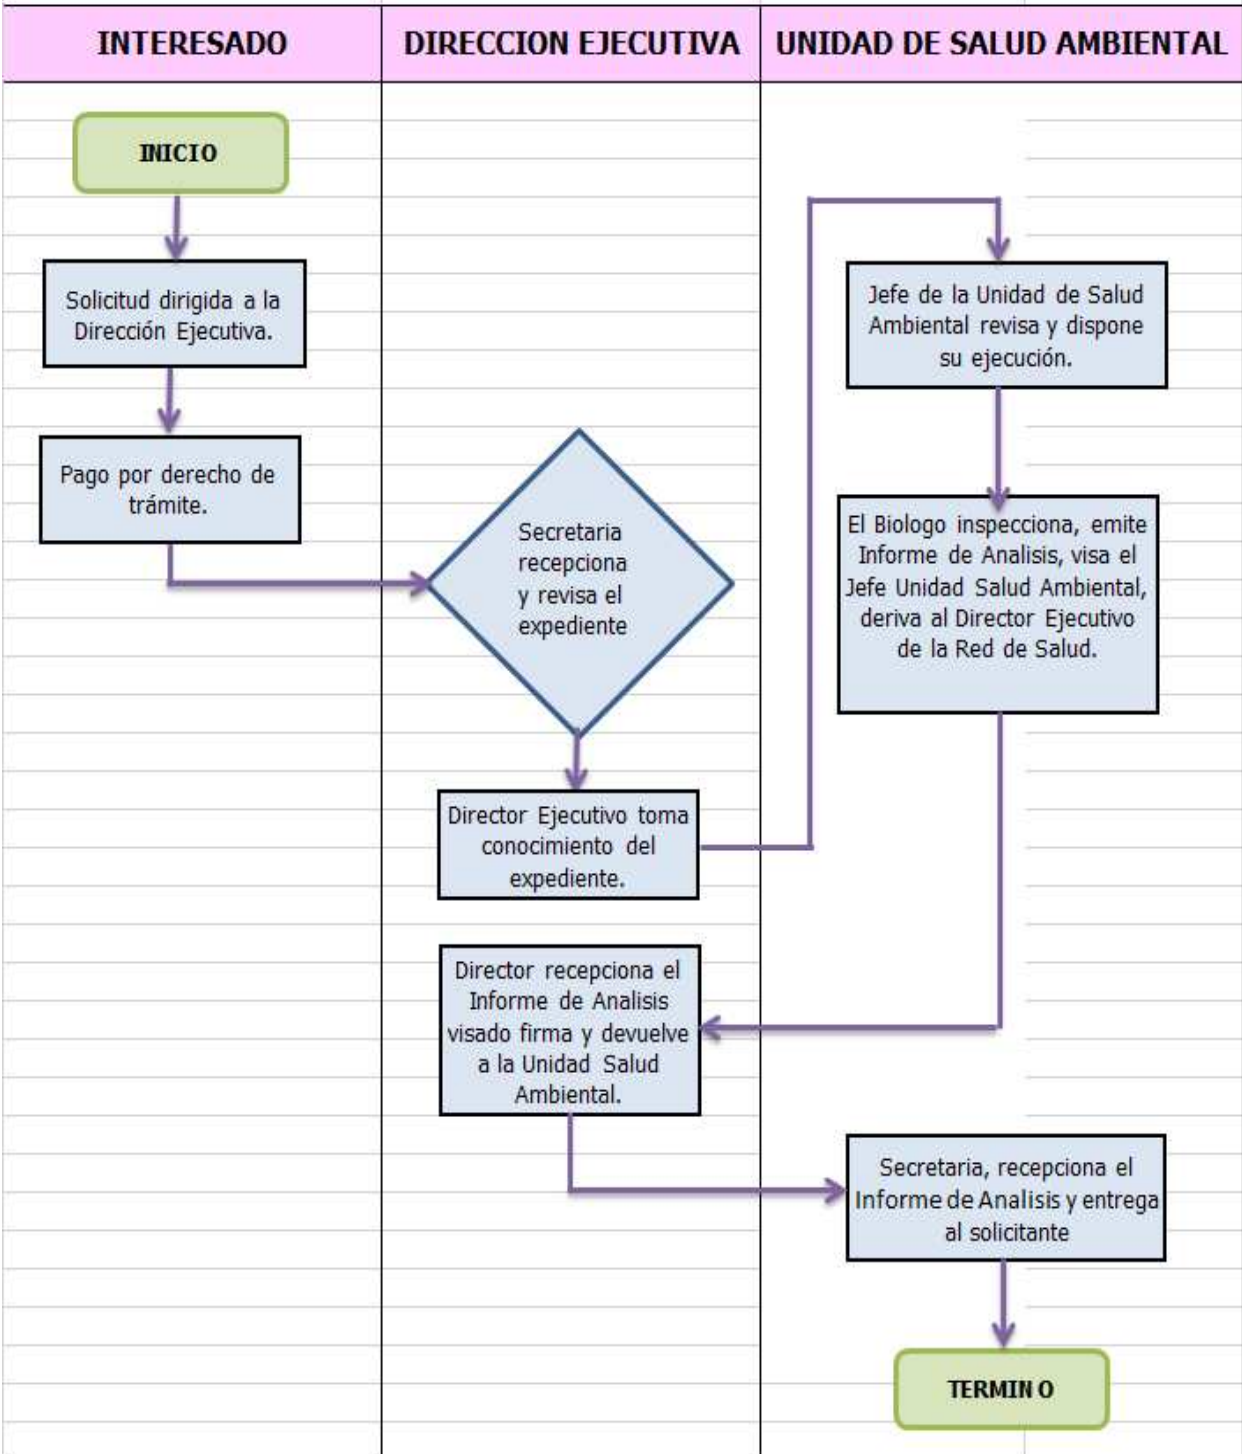 INTERESADO
DIRECCION EJECUTIVA
UNIDAD DE SALUD AMBIENTAL
INICIO
Solicitud dirigida a la
Dirección Ejecutiva.
Pago por derecho de
trámite.
Secretaria
recepciona
y revisa el
expediente
Director Ejecutivo toma
conocimiento del
expediente.
Jefe de la Unidad de Salud
Ambiental revisa y dispone
su ejecución.
El Biologo inspecciona, emite
Informe de Analisis, visa el
Jefe Unidad Salud Ambiental,
deriva al Director Ejecutivo
de la Red de Salud.
Director recepciona el
Informe de Analisis
visado firma y devuelve
a la Unidad Salud
Ambiental.
Secretaria, recepciona el
Informe de Analisis y entrega
al solicitante
TERMINO